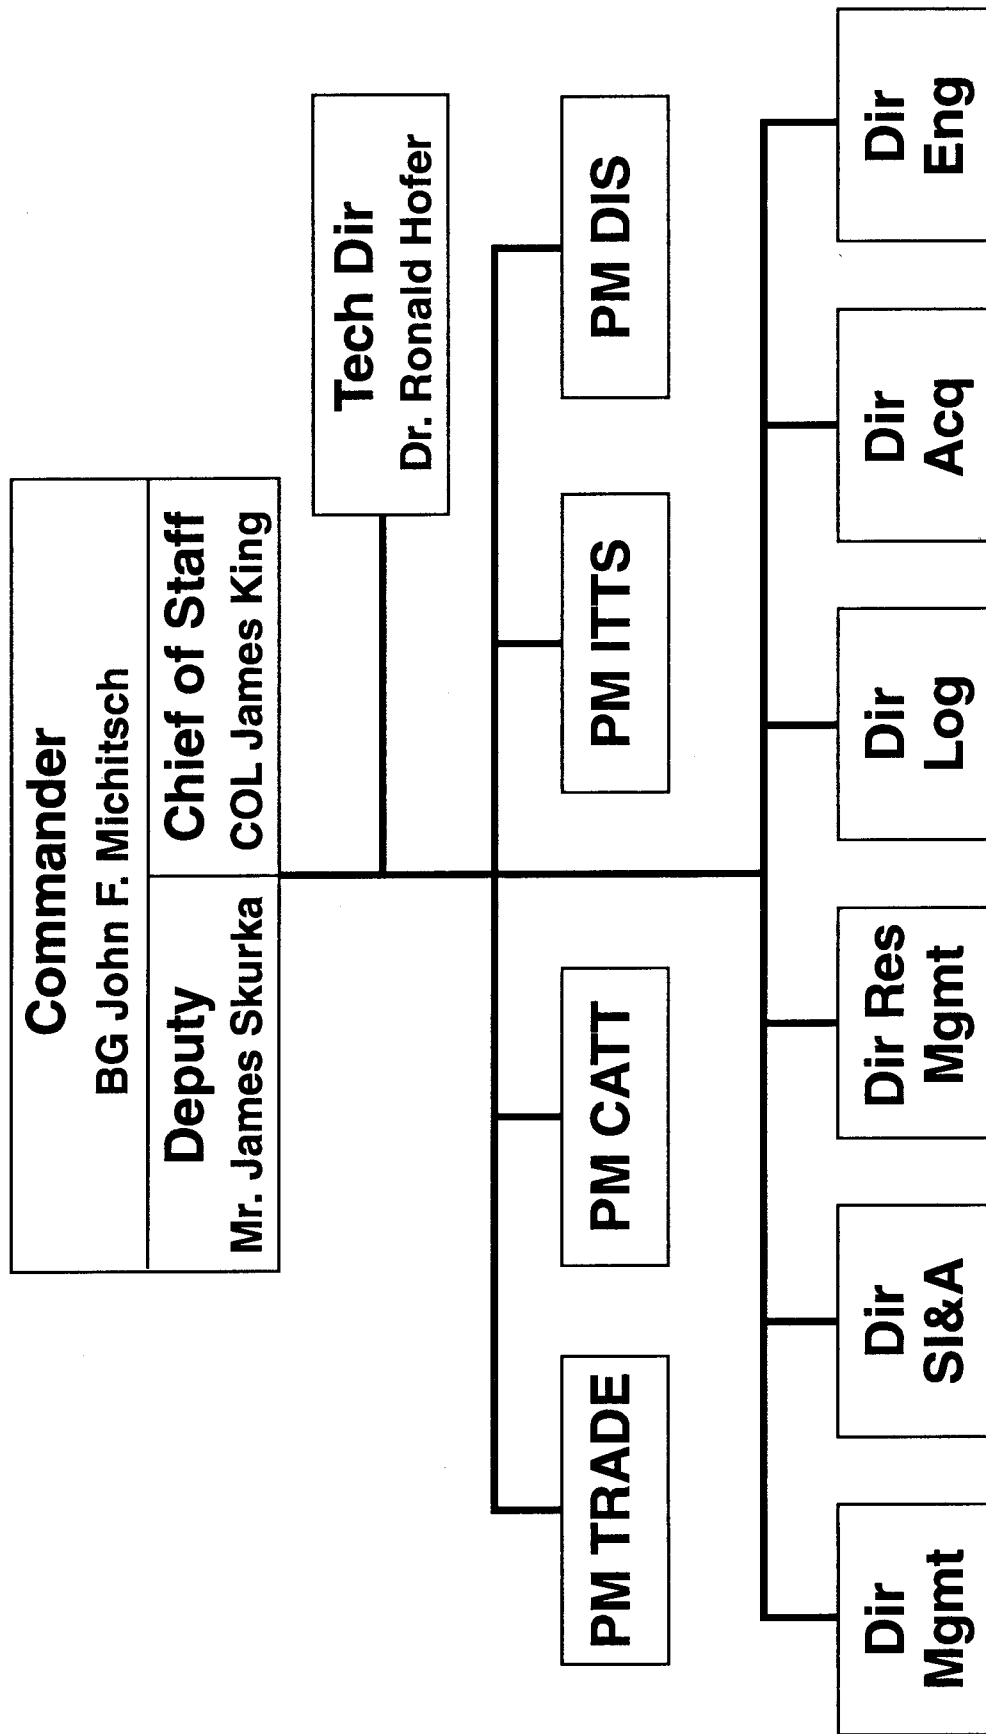 Commander
BG John F. Michitsch
Deputy
Mr. James Skurka
Chief of Staff
COL James King
Tech Dir
Dr. Ronald Hofer
PM TRADE
PM CATT
PM ITTS
PM DIS
Dir
Mgmt
Dir
SI&A
Dir Res
Mgmt
Dir
Log
Dir
Acq
Dir
Eng